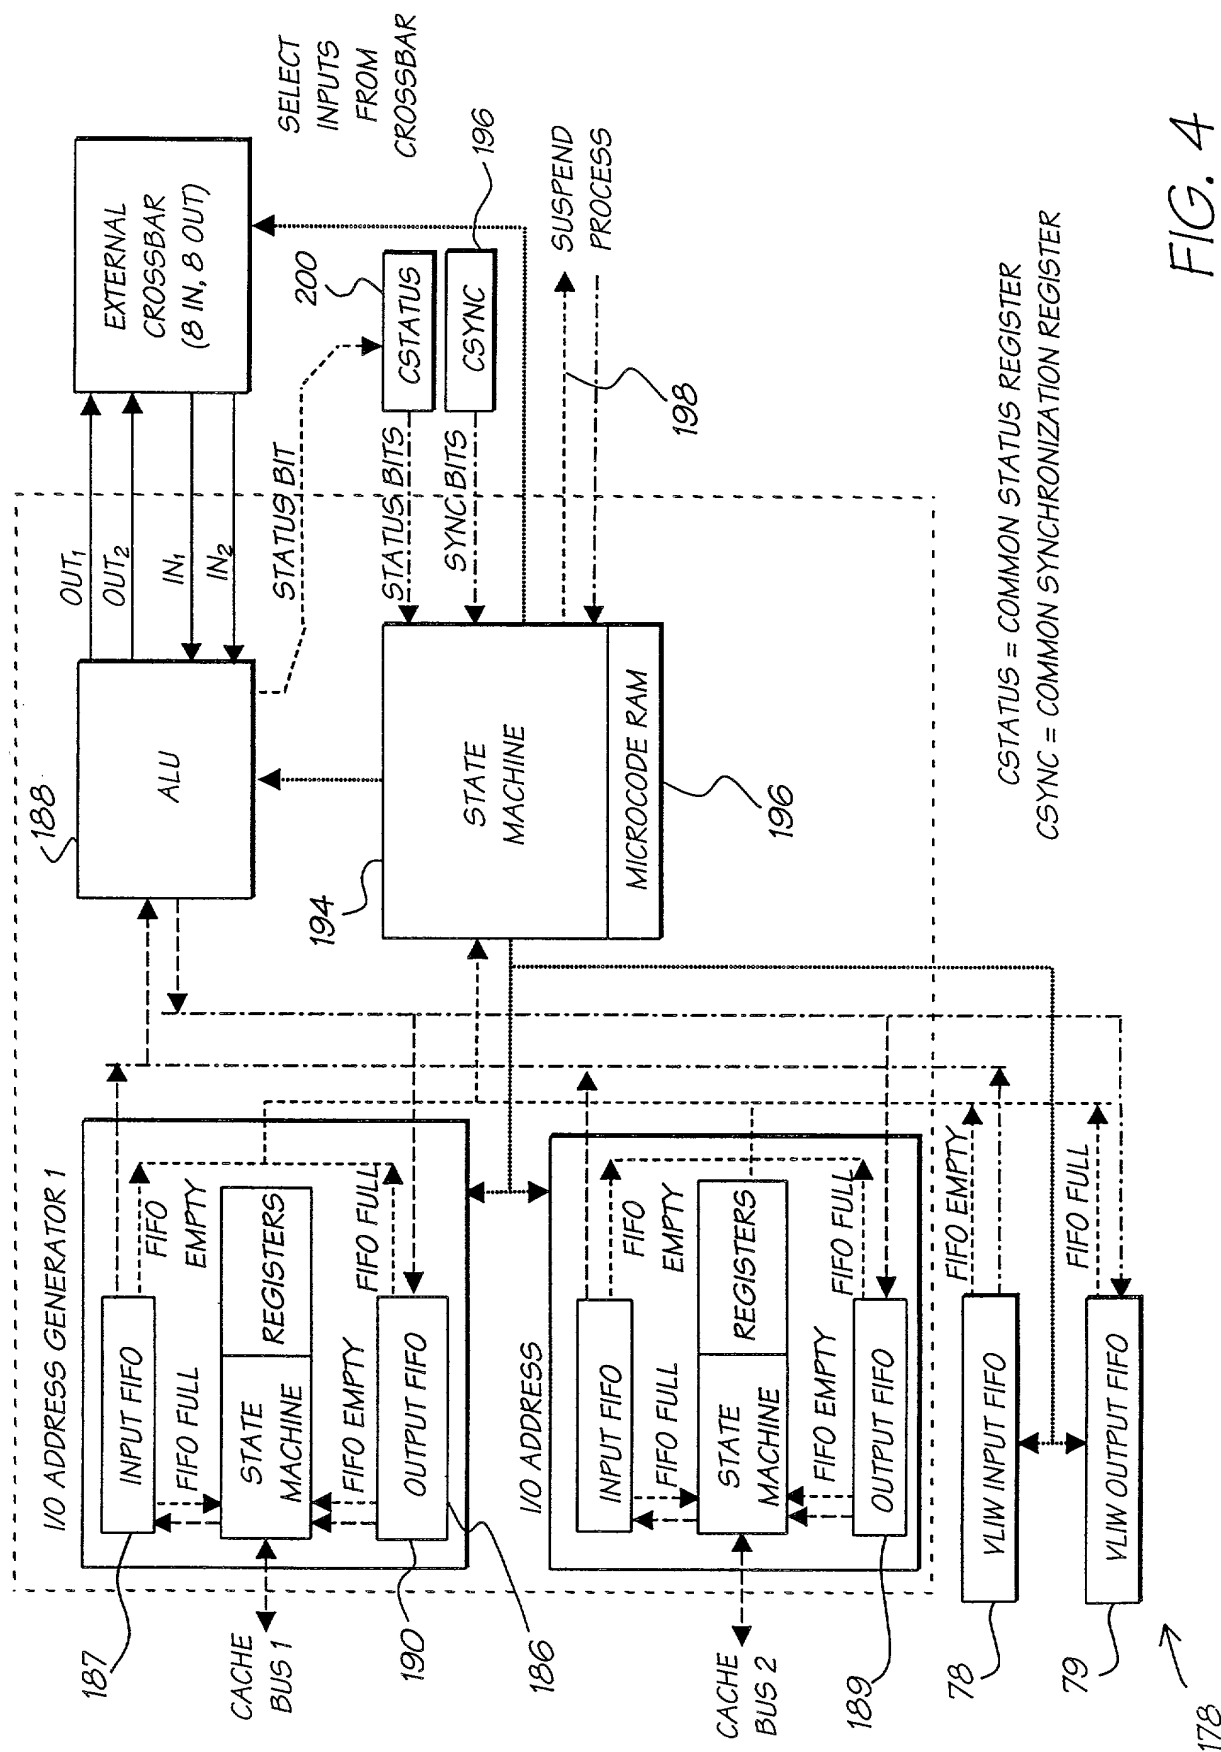 I/O ADDRESS GENERATOR 1
187
INPUT FIFO
FIFO FULL
FIFO
EMPTY
STATE
MACHINE
REGISTERS
CACHE
BUS 1
FIFO EMPTY
FIFO FULL
OUTPUT FIFO
190
186
I/O ADDRESS
INPUT FIFO
FIFO FULL
FIFO
EMPTY
STATE
MACHINE
REGISTERS
CACHE
BUS 2
FIFO EMPTY
FIFO FULL
OUTPUT FIFO
189
VLIW INPUT FIFO
FIFO EMPTY
78
VLIW OUTPUT FIFO
FIFO FULL
79
178
188
ALU
OUT1
OUT2
IN1
IN2
STATUS BIT
EXTERNAL
CROSSBAR
(8 IN, 8 OUT)
SELECT
INPUTS
FROM
CROSSBAR
194
STATE
MACHINE
MICROCODE RAM
196
STATUS BITS
SYNC BITS
200
CSTATUS
CSYNC
196
198
SUSPEND
PROCESS
CSTATUS = COMMON STATUS REGISTER
CSYNC = COMMON SYNCHRONIZATION REGISTER
FIG. 4